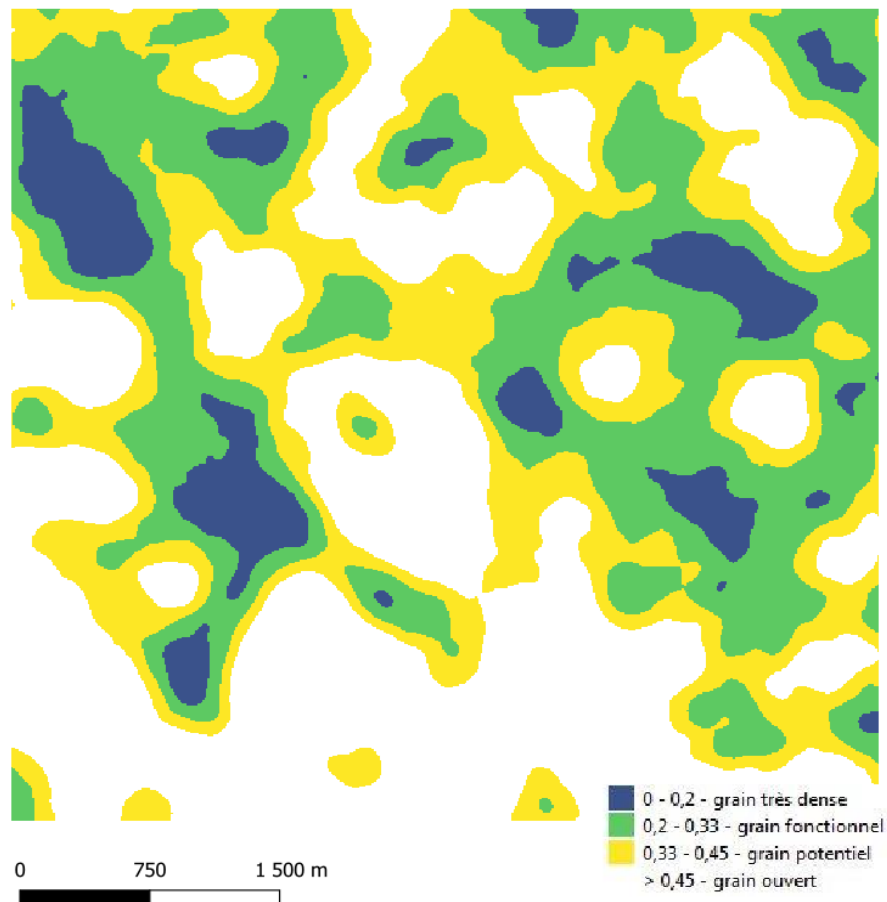 0 - 0,2 - grain très dense
0,2 - 0,33 - grain fonctionnel
0,33 - 0,45 - grain potentiel
> 0,45 - grain ouvert
0 750 1 500 m